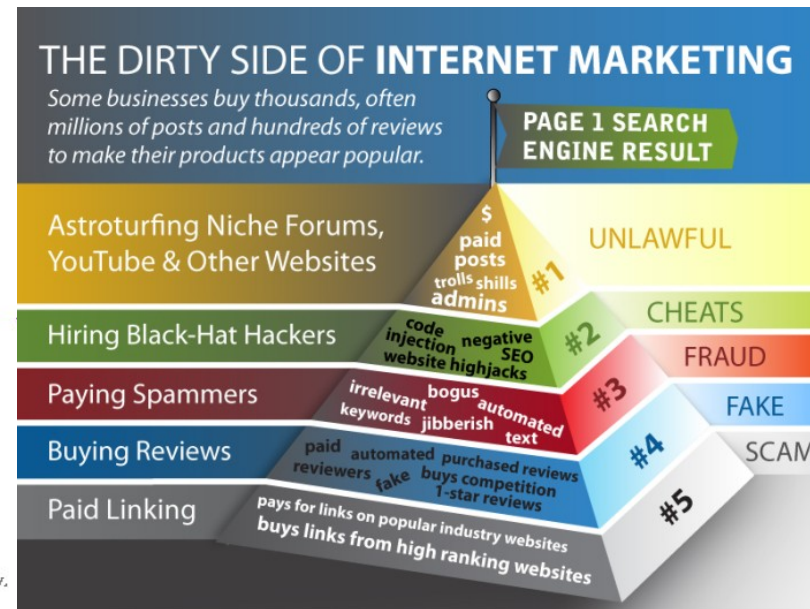 THE DIRTY SIDE OF INTERNET MARKETING
Some businesses buy thousands, often
millions of posts and hundreds of reviews
to make their products appear popular.
PAGE 1 SEARCH
ENGINE RESULT
Astroturfing Niche Forums,
YouTube & Other Websites
$
paid
posts
trolls shills
admins
#1
UNLAWFUL
Hiring Black-Hat Hackers
code
injection
negative
SEO
website highjacks
#2
CHEATS
Paying Spammers
irrelevant
bogus
automated
keywords
jibberish
text
#3
FRAUD
Buying Reviews
paid
reviewers
automated
purchased reviews
fake
buys competition
1-star reviews
#4
FAKE
Paid Linking
pays for links on popular industry websites
buys links from high ranking websites
#5
SCAM